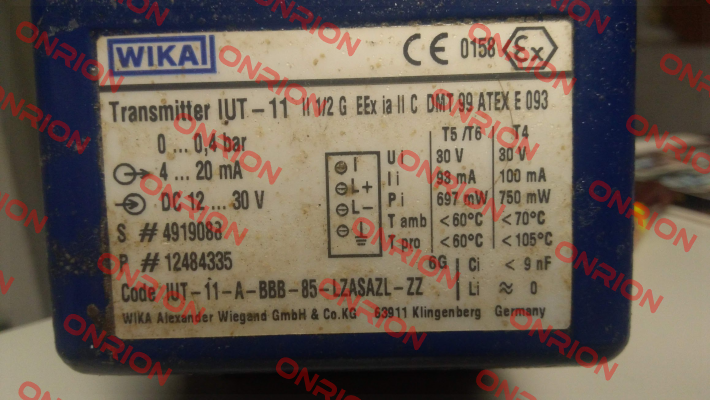 WIKA CE 0158 Ex
Transmitter IUT-11 II 1/2 G EEx ia II C DMT 99 ATEX E 093
0 ... 0,4 bar
4 ... 20 mA
DC 12 ... 30 V
S # 4919088
P # 12484335
I
L+
L-
T5/T6 T4
Ui 30 V 30 V
Ii 93 mA 100 mA
Pi 697 mW 750 mW
T amb <60°C <70°C
T pro <60°C <105°C
6G Ci < 9 nF
Li ≈ 0
Code IUT-11-A-BBB-85-LZASAZL-ZZ
WIKA Alexander Wiegand GmbH & Co.KG 63911 Klingenberg Germany
ONRION